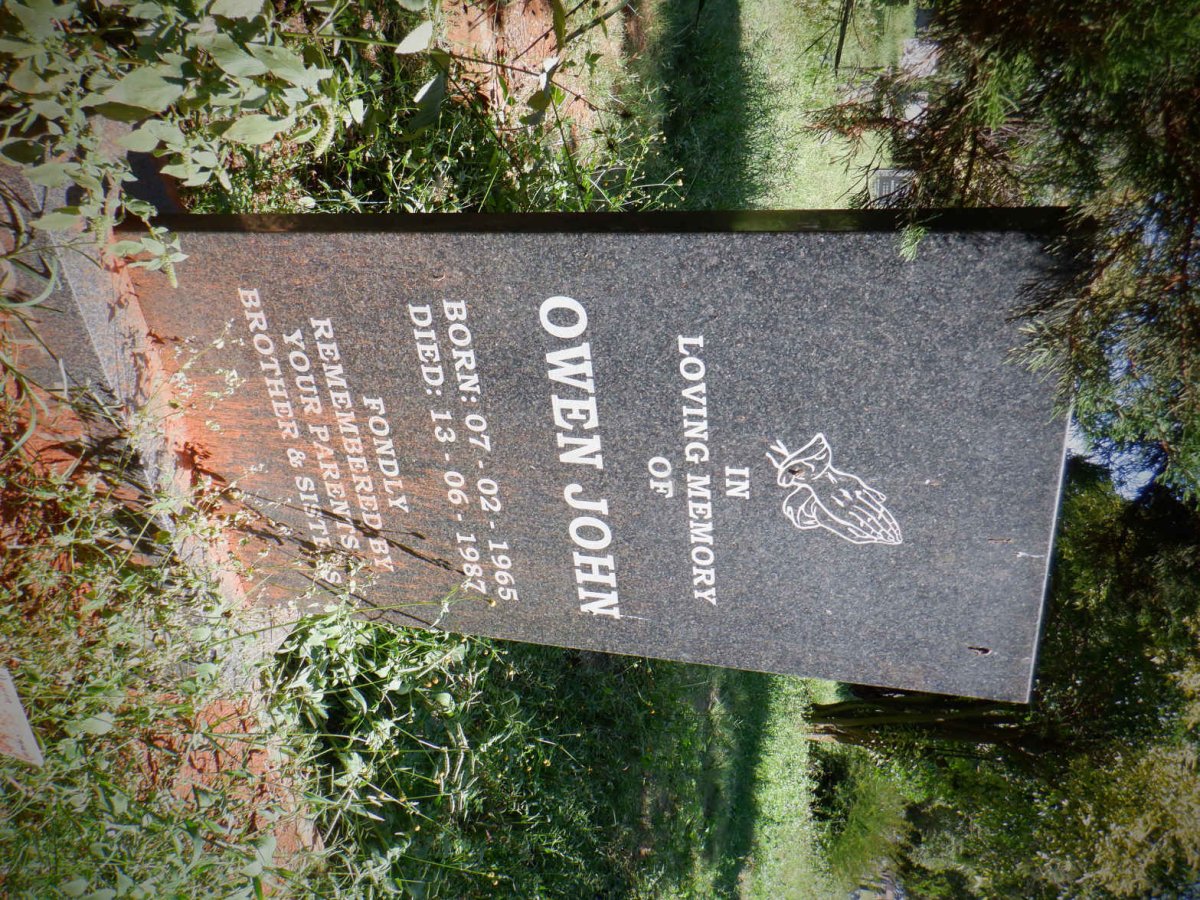 IN
LOVING MEMORY
OF
OWEN JOHN
BORN: 07 - 02 - 1965
DIED: 13 - 06 - 1987
FONDLY
REMEMBERED BY
YOUR PARENTS
BROTHER & SISTERS